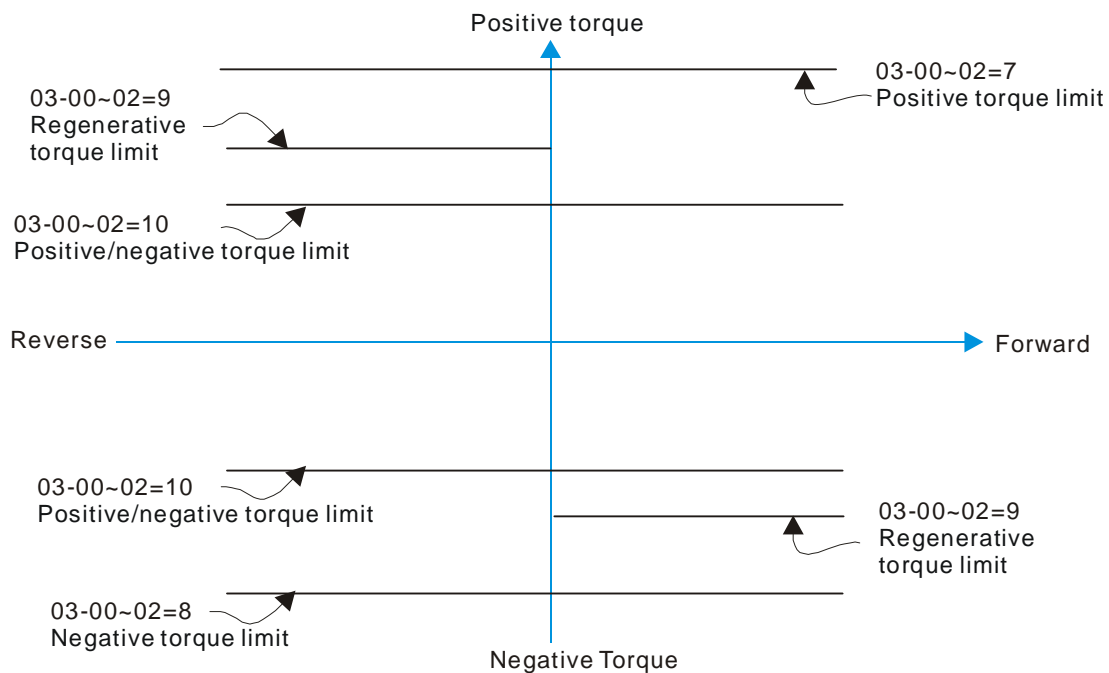 Positive torque
03-00~02=7
Positive torque limit
03-00~02=9
Regenerative
torque limit
03-00~02=10
Positive/negative torque limit
Reverse
Forward
03-00~02=10
Positive/negative torque limit
03-00~02=9
Regenerative
torque limit
03-00~02=8
Negative torque limit
Negative Torque